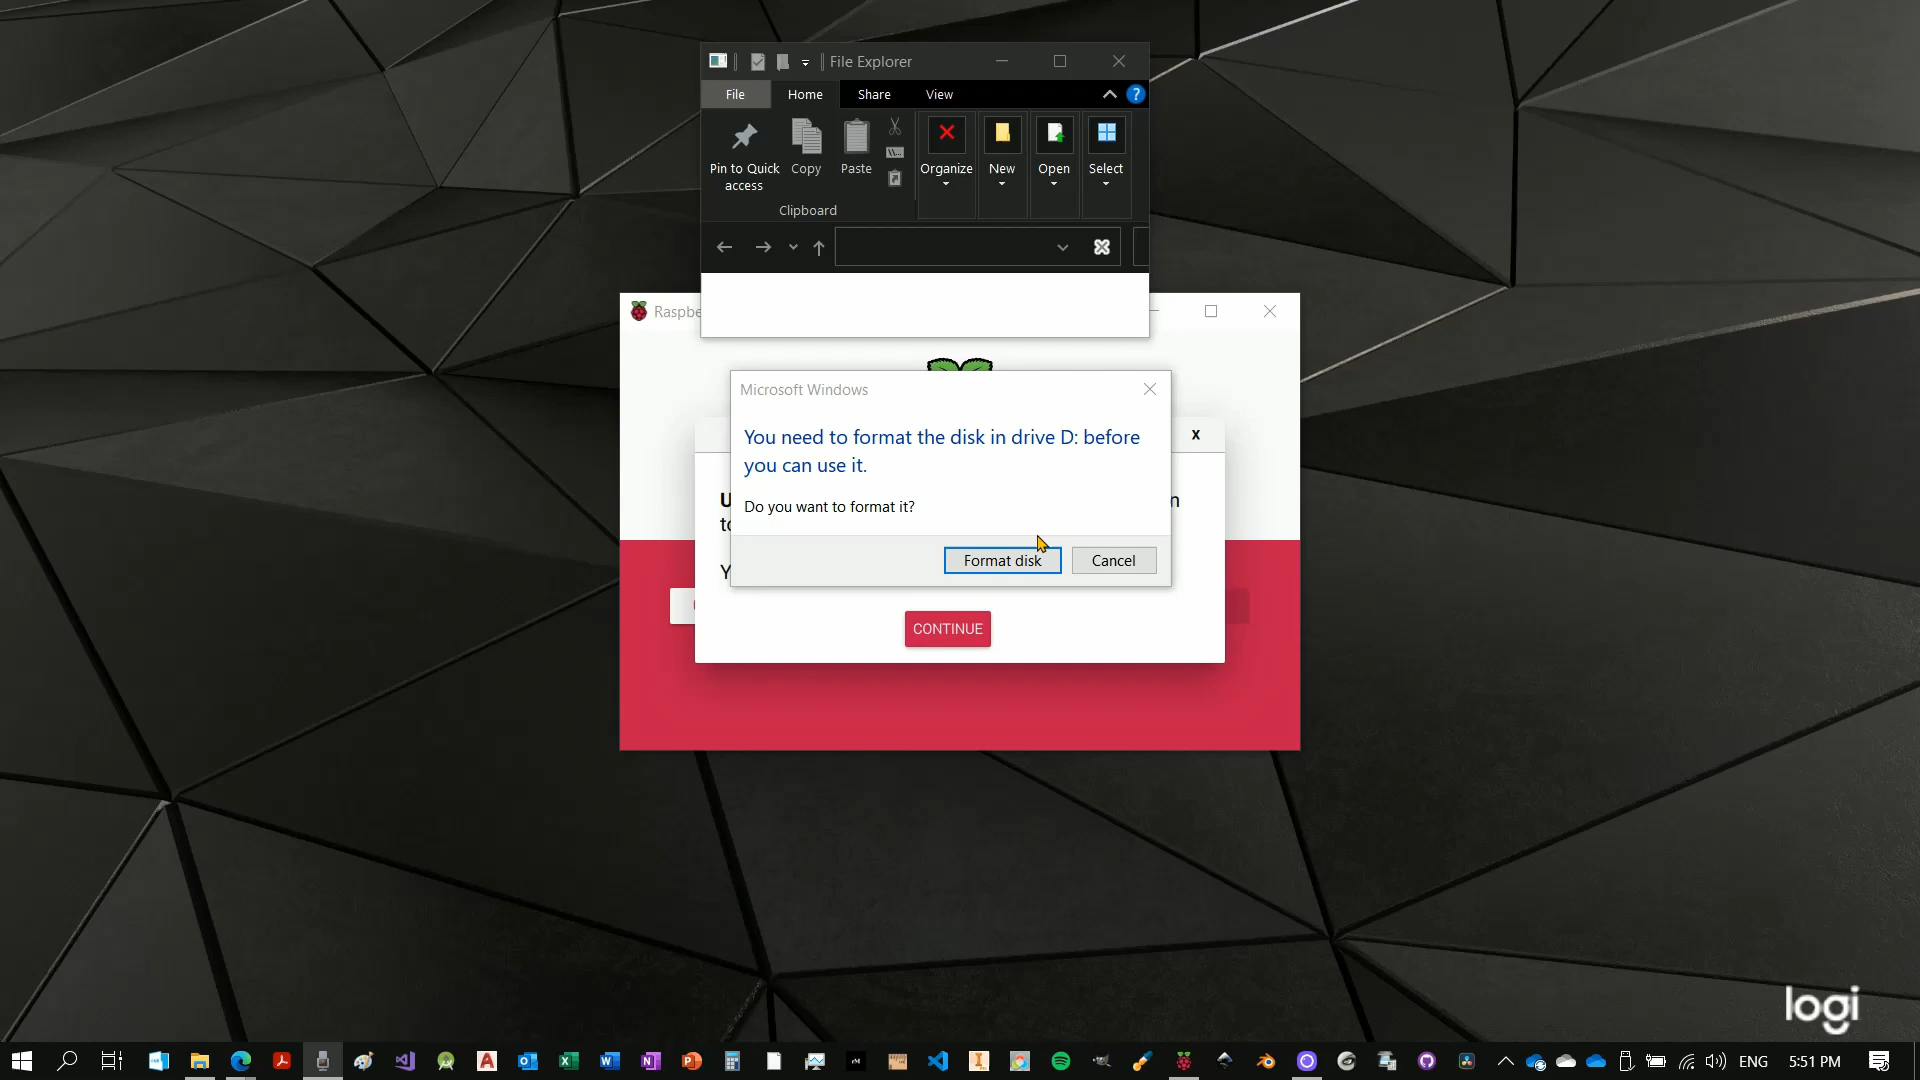 File Explorer
File Home Share View
Pin to Quick access
Copy
Paste
Organize
New
Open
Select
Clipboard
Microsoft Windows
You need to format the disk in drive D: before
you can use it.
Do you want to format it?
Format disk Cancel
x
CONTINUE
logi
ENG 5:51 PM